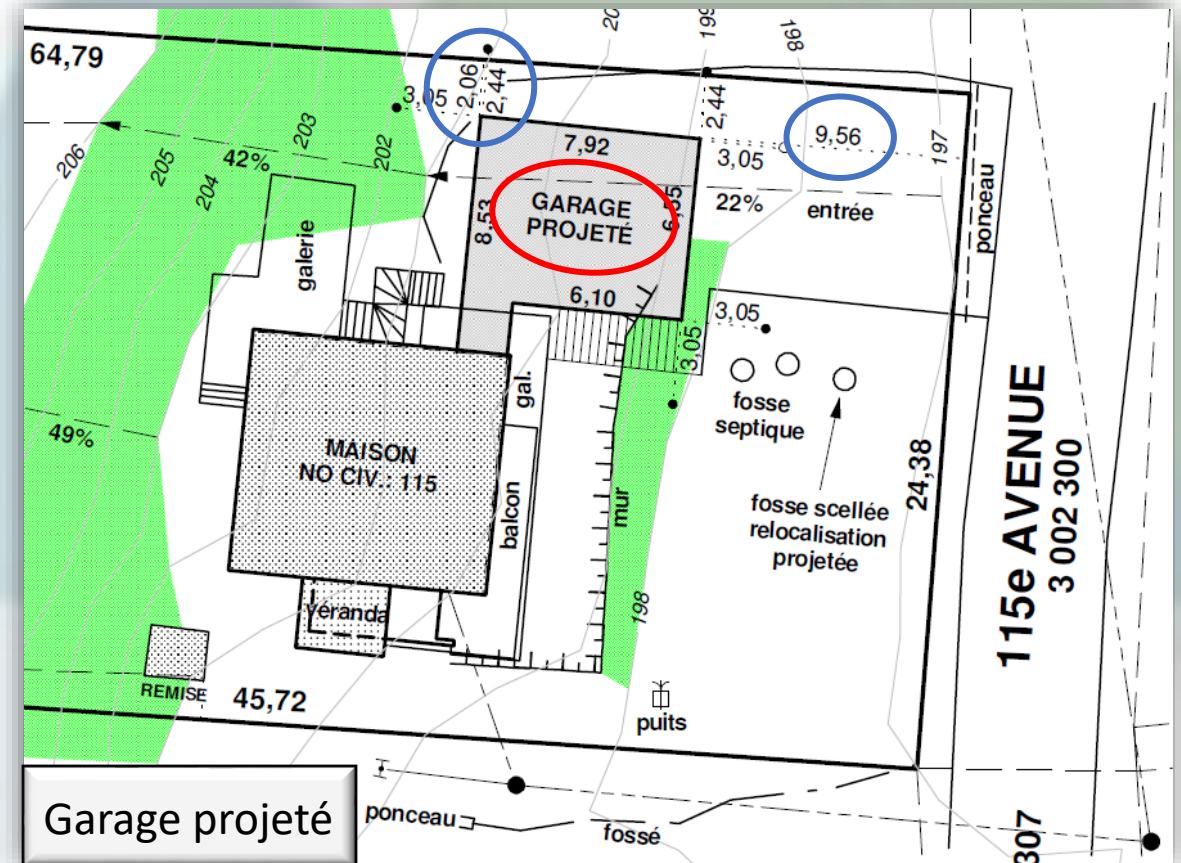 64,79
3,05
2,06
2,44
20
199
198
2,44
9,56
197
3,05
206
205
204
203
202
42%
7,92
GARAGE
PROJETÉ
8,53
6,55
22%
entrée
ponceau
galerie
6,10
3,05
3,05
gal.
fosse
septique
49%
MAISON
NO CIV.: 115
balcon
mur
fosse scellée
relocalisation
projetée
24,38
115e AVENUE
3 002 300
véranda
198
REMISE
45,72
puits
Garage projeté
ponceau
fossé
307